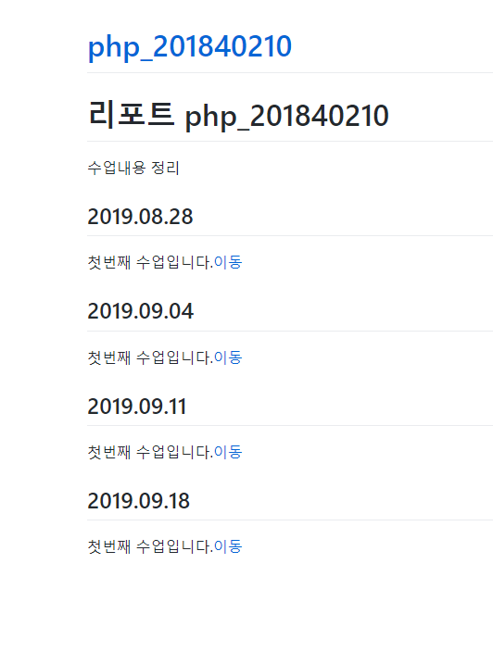 php_201840210
리포트 php_201840210
수업내용 정리
2019.08.28
첫번째 수업입니다.이동
2019.09.04
첫번째 수업입니다.이동
2019.09.11
첫번째 수업입니다.이동
2019.09.18
첫번째 수업입니다.이동